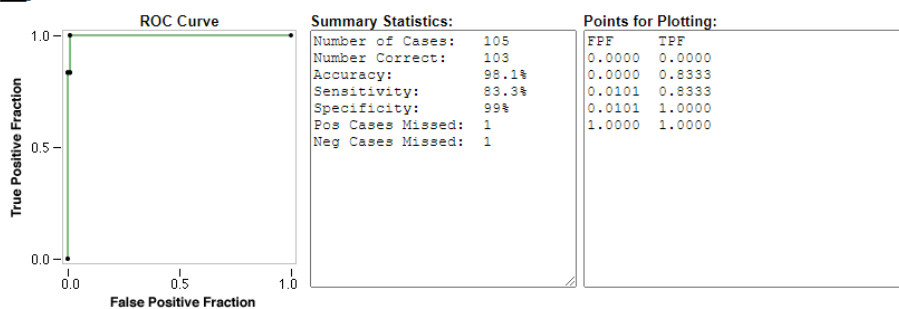 ROC Curve
1.0
0.5
0.0
0.0 0.5 1.0
True Positive Fraction
False Positive Fraction
Summary Statistics:
Number of Cases: 105
Number Correct: 103
Accuracy: 98.1%
Sensitivity: 83.3%
Specificity: 99%
Pos Cases Missed: 1
Neg Cases Missed: 1
Points for Plotting:
FPF TPF
0.0000 0.0000
0.0000 0.8333
0.0101 0.8333
0.0101 1.0000
1.0000 1.0000